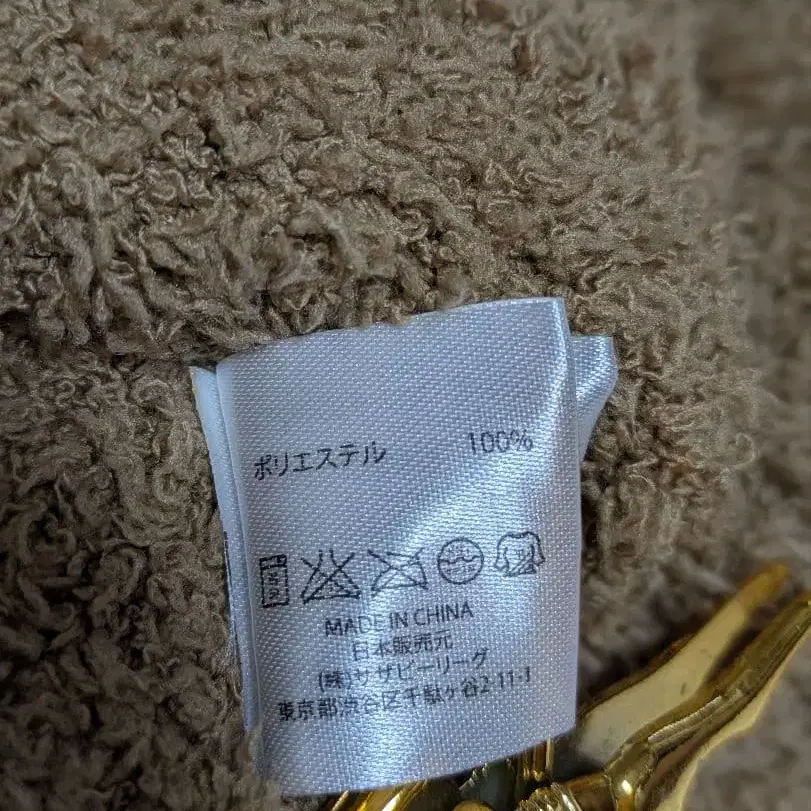 ポリエステル 100%
MADE IN CHINA
日本販売元
(株)サザビーリーグ
東京都渋谷区千駄ヶ谷2-11-1